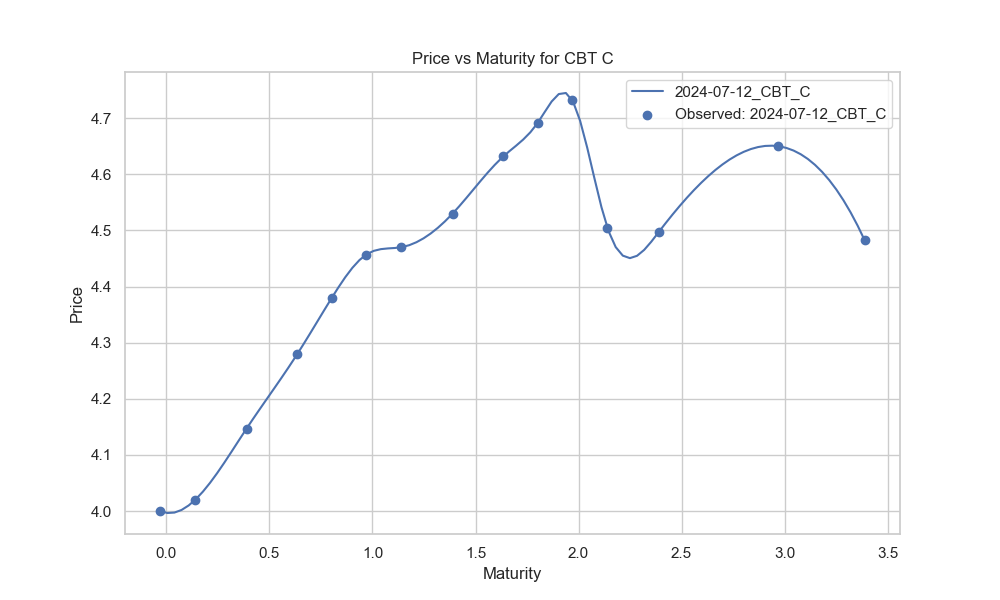 Price vs Maturity for CBT C
2024-07-12_CBT_C
Observed: 2024-07-12_CBT_C
Price
4.7
4.6
4.5
4.4
4.3
4.2
4.1
4.0
0.0 0.5 1.0 1.5 2.0 2.5 3.0 3.5
Maturity